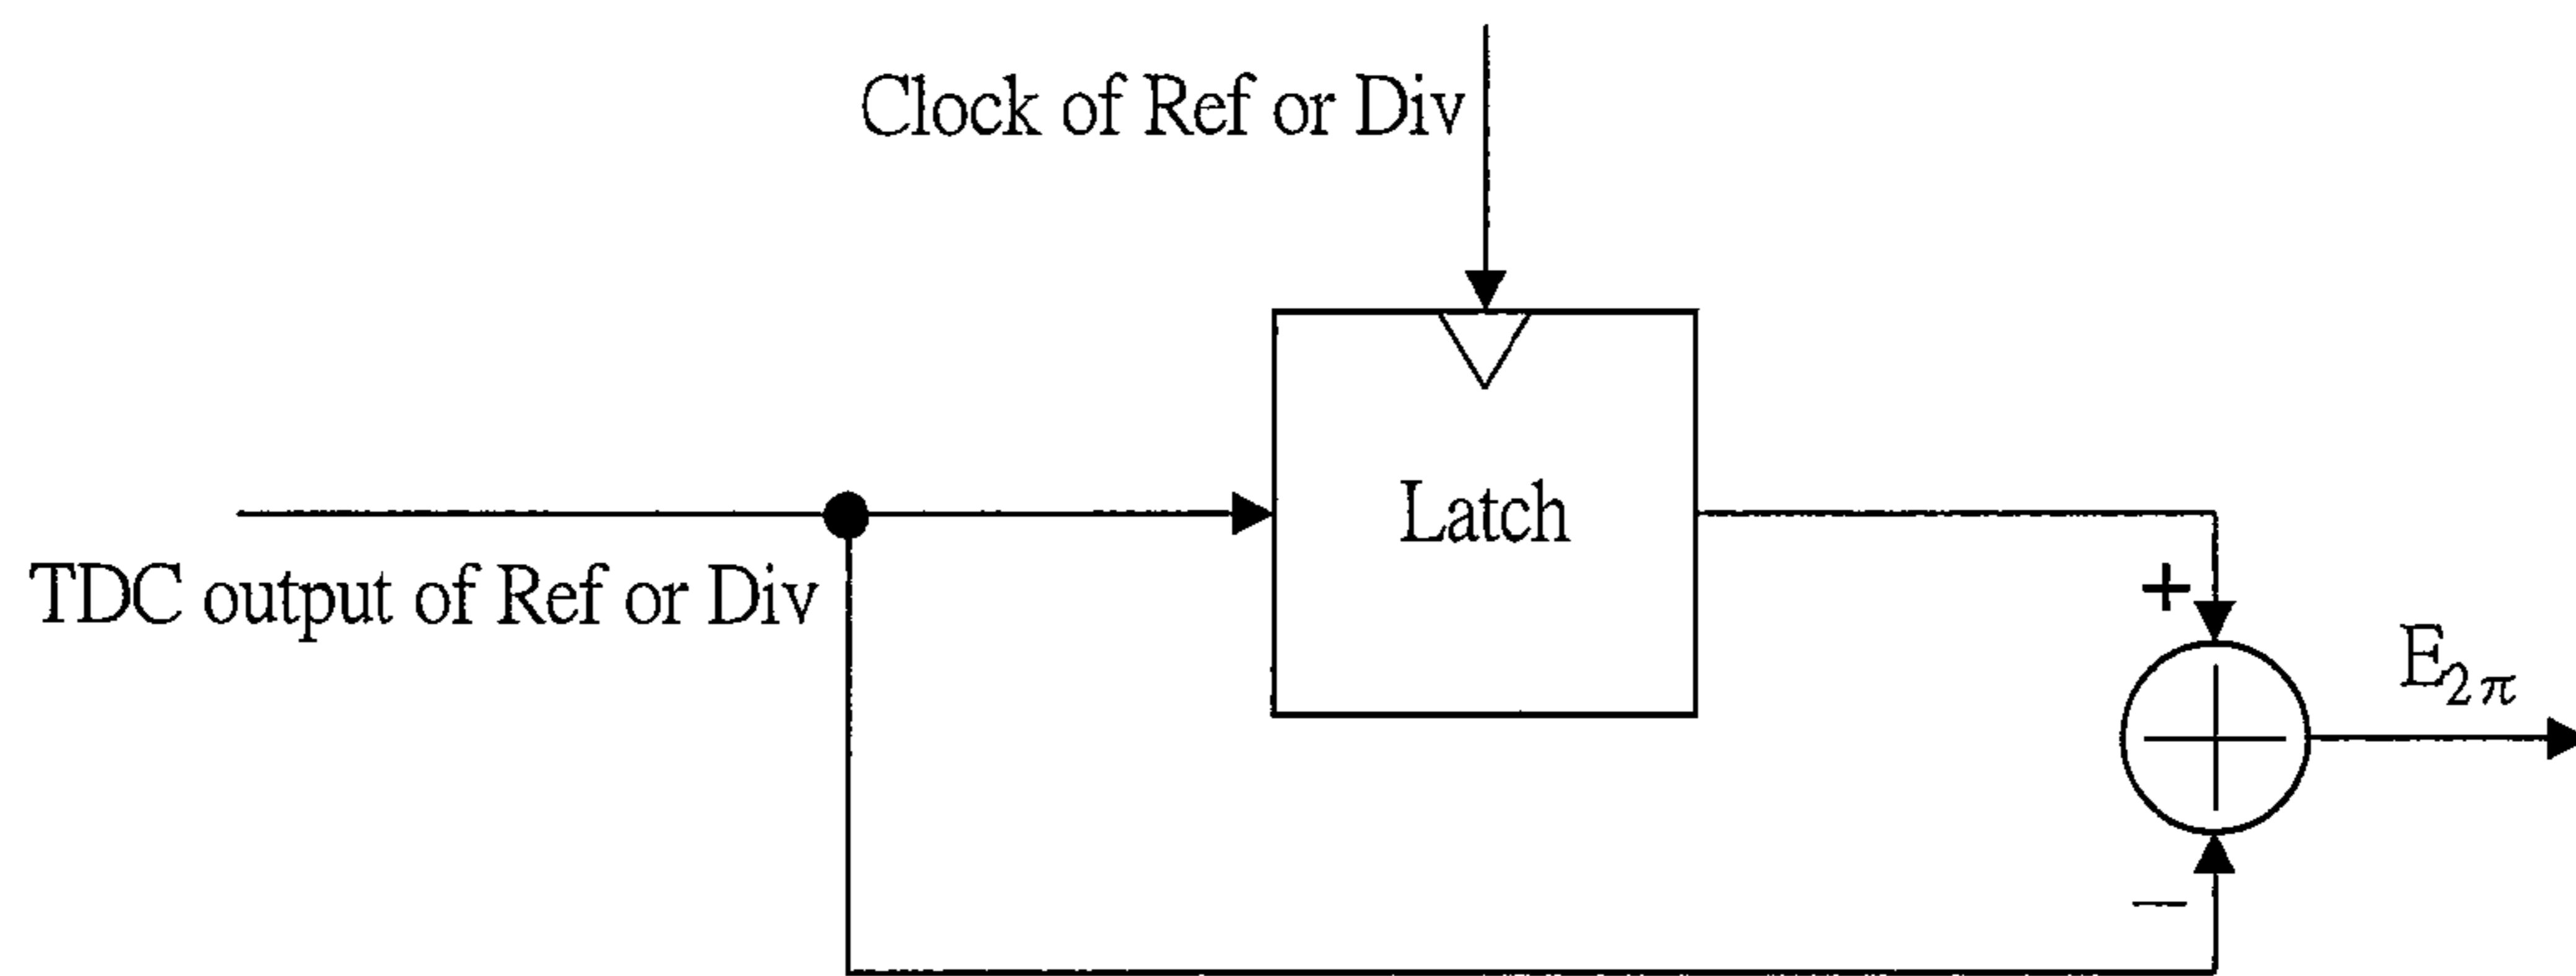 Clock of Ref or Div
Latch
TDC output of Ref or Div
+
E2π
−